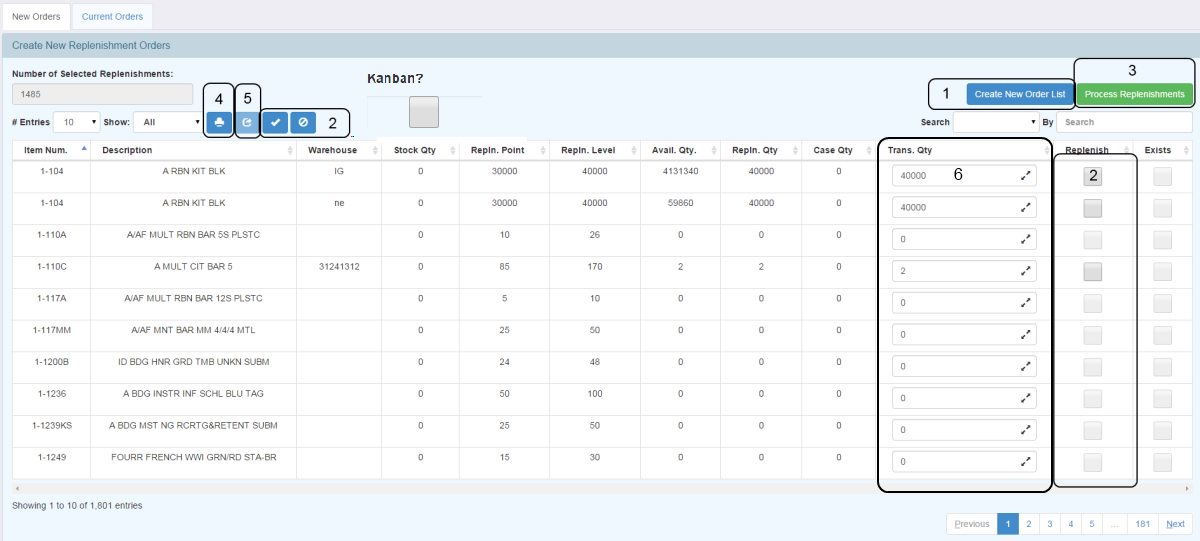 New Orders Current Orders
Create New Replenishment Orders
Number of Selected Replenishments:
1485
Kanban?
4 5 2 1 3
Create New Order List Process Replenishments
# Entries 10 Show: All
Search By Search
Item Num. Description Warehouse Stock Qty Repln. Point Repln. Level Avail. Qty. Repln. Qty Case Qty Trans. Qty Replenish Exists
1-104 A RBN KIT BLK IG 0 30000 40000 4131340 40000 0 40000 6 2
1-104 A RBN KIT BLK ne 0 30000 40000 59860 40000 0 40000
1-110A A/AF MULT RBN BAR 5S PLSTC 0 10 26 0 0 0 0
1-110C A MULT CIT BAR 5 31241312 0 85 170 2 2 0 2
1-117A A/AF MULT RBN BAR 12S PLSTC 0 5 10 0 0 0 0
1-117MM A/AF MNT BAR MM 4/4/4 MTL 0 25 50 0 0 0 0
1-1200B ID BDG HNR GRD TMB UNKN SUBM 0 24 48 0 0 0 0
1-1236 A BDG INSTR INF SCHL BLU TAG 0 50 100 0 0 0 0
1-1239KS A BDG MST NG RCRTG&RETENT SUBM 0 25 50 0 0 0 0
1-1249 FOURR FRENCH WWI GRN/RD STA-BR 0 15 30 0 0 0 0
Showing 1 to 10 of 1,801 entries
Previous 1 2 3 4 5 ... 181 Next